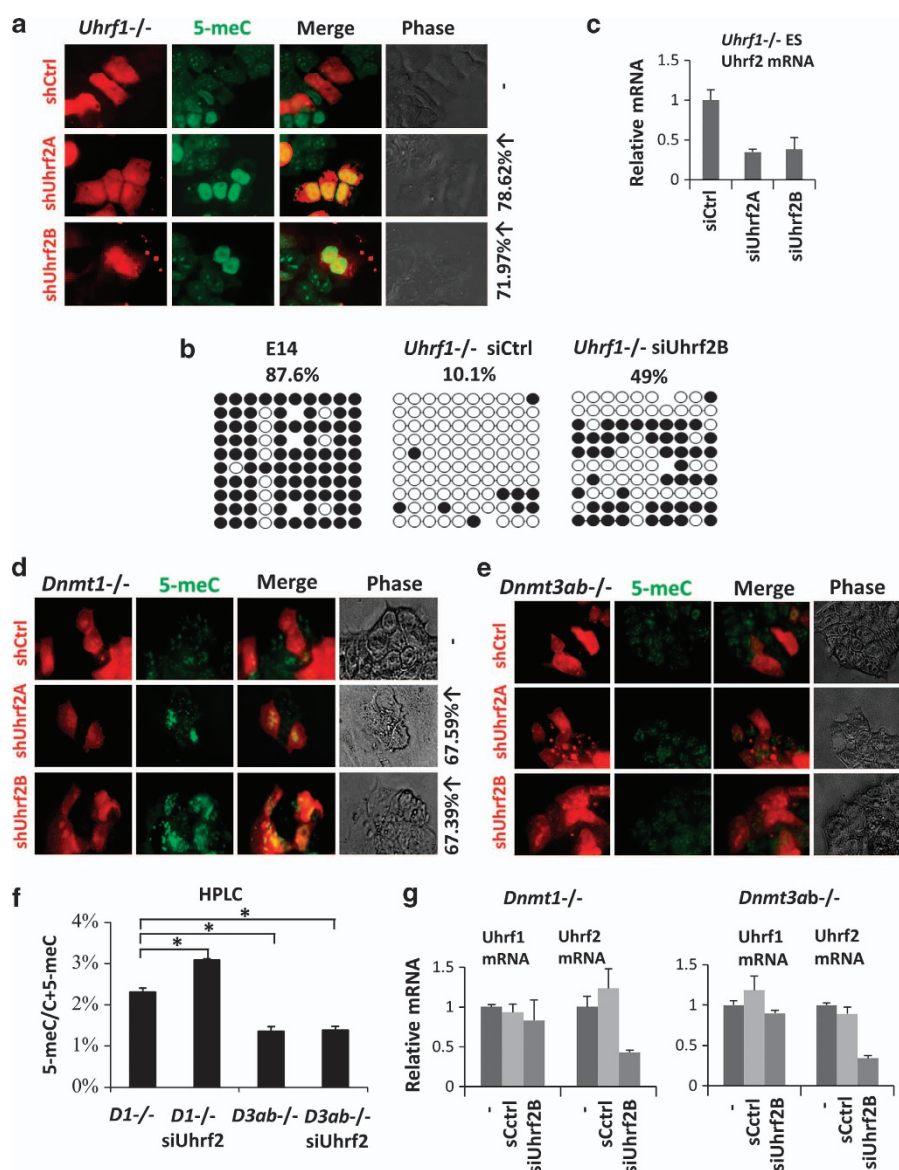 a
Uhrf1-/- 5-meC Merge Phase
shCtrl
-
shUhrf2A
78.62%↑
shUhrf2B
71.97%↑
b
E14
87.6%
Uhrf1-/- siCtrl
10.1%
Uhrf1-/- siUhrf2B
49%
c
Uhrf1-/- ES
Uhrf2 mRNA
Relative mRNA
1.5
1
0.5
0
siCtrl
siUhrf2A
siUhrf2B
d
Dnmt1-/- 5-meC Merge Phase
shCtrl
-
shUhrf2A
67.59%↑
shUhrf2B
67.39%↑
e
Dnmt3ab-/- 5-meC Merge Phase
shCtrl
shUhrf2A
shUhrf2B
f
HPLC
5-meC/C+5-meC
4%
3%
2%
1%
0%
*
*
*
D1-/- D1-/- D3ab-/- D3ab-/-
siUhrf2 siUhrf2
g
Dnmt1-/-
Uhrf1 Uhrf2
mRNA mRNA
Relative mRNA
1.5
1
0.5
0
-
sCctrl
siUhrf2B
-
sCctrl
siUhrf2B
Dnmt3ab-/-
Uhrf1 Uhrf2
mRNA mRNA
1.5
1
0.5
0
-
sCctrl
siUhrf2B
-
sCctrl
siUhrf2B